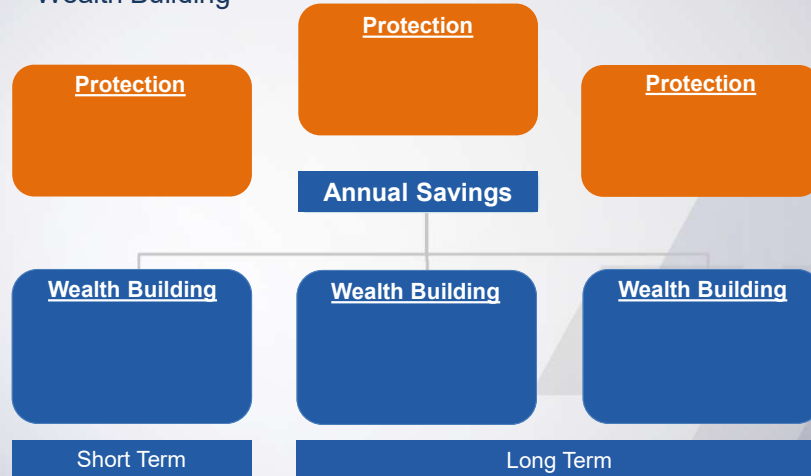 Wealth Building
Protection
Protection
Protection
Annual Savings
Wealth Building
Wealth Building
Wealth Building
Short Term
Long Term